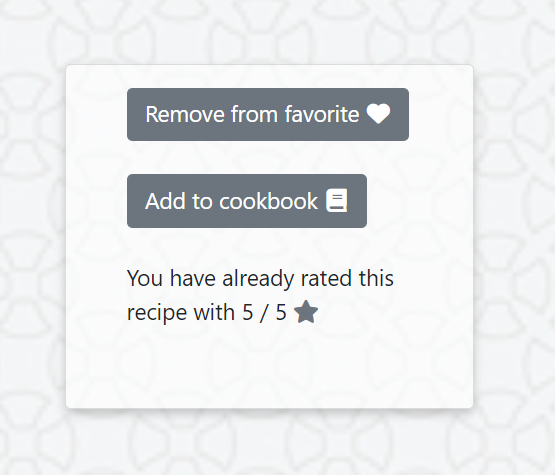 Remove from favorite
Add to cookbook
You have already rated this
recipe with 5 / 5